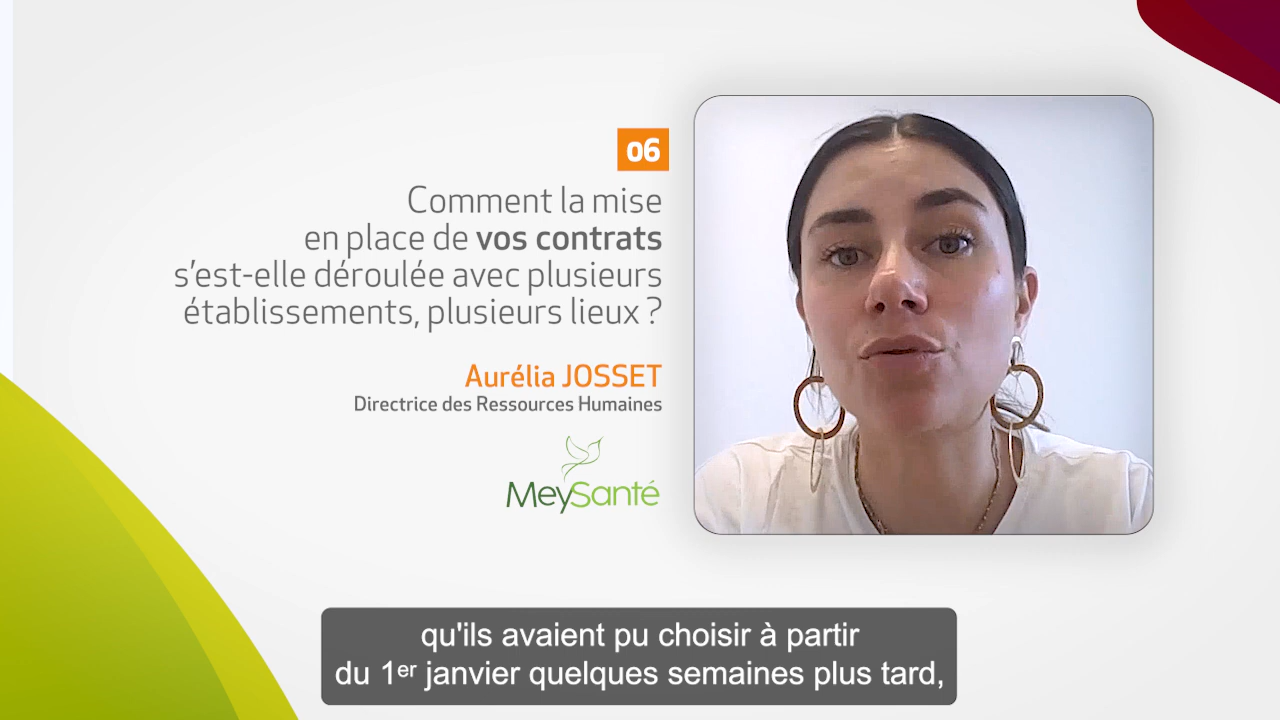 06
Comment la mise
en place de vos contrats
s'est-elle déroulée avec plusieurs
établissements, plusieurs lieux ?
Aurélia JOSSET
Directrice des Ressources Humaines
MeySanté
qu'ils avaient pu choisir à partir
du 1er janvier quelques semaines plus tard,